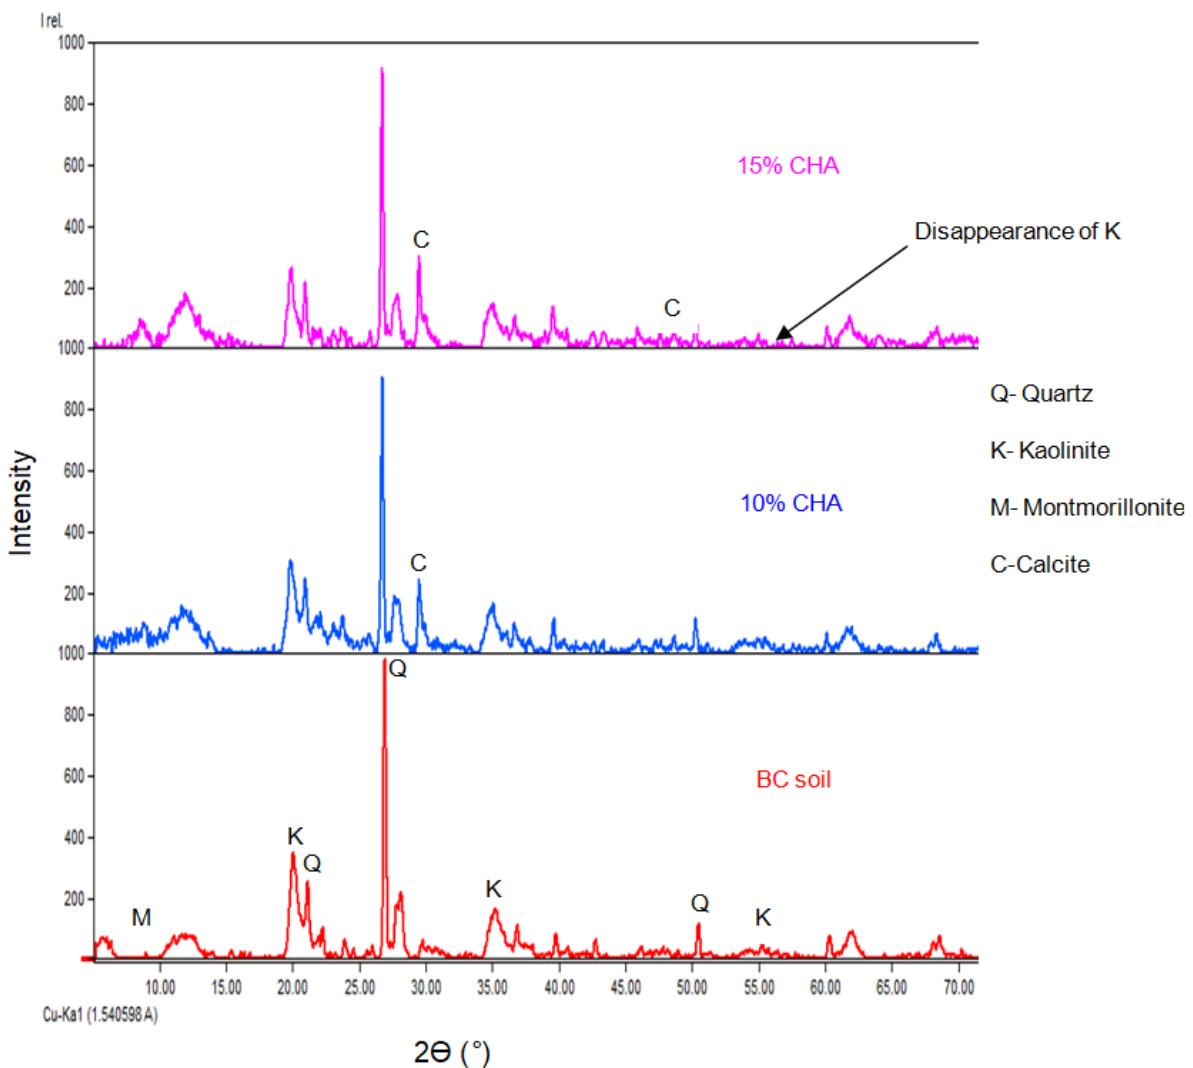 I rel.
1000
800
600
400
200
15% CHA
C
C
Disappearance of K
1000
800
600
400
200
10% CHA
C
Q- Quartz
K- Kaolinite
M- Montmorillonite
C-Calcite
Intensity
1000
800
600
400
200
BC soil
Q
K
Q
M
K
Q
K
10.00 15.00 20.00 25.00 30.00 35.00 40.00 45.00 50.00 55.00 60.00 65.00 70.00
Cu-Ka1 (1.540598 A)
2Ө (°)